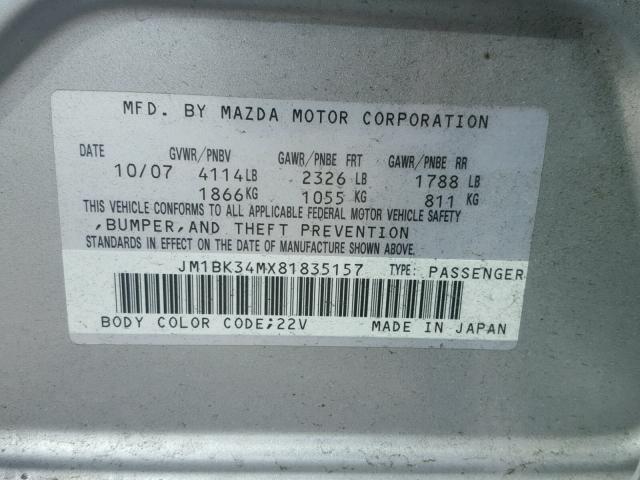 MFD. BY MAZDA MOTOR CORPORATION
DATE GVWR/PNBV GAWR/PNBE FRT GAWR/PNBE RR
10/07 4114LB 2326 LB 1788 LB
1866KG 1055 KG 811 KG
THIS VEHICLE CONFORMS TO ALL APPLICABLE FEDERAL MOTOR VEHICLE SAFETY
,BUMPER,AND THEFT PREVENTION
STANDARDS IN EFFECT ON THE DATE OF MANUFACTURE SHOWN ABOVE.
JM1BK34MX81835157 TYPE: PASSENGER
BODY COLOR CODE;22V MADE IN JAPAN